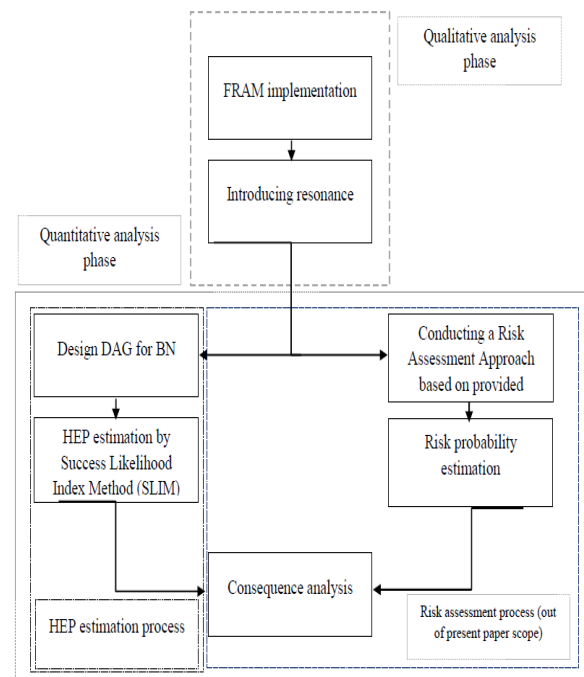 Qualitative analysis
phase
FRAM implementation
Introducing resonance
Quantitative analysis
phase
Design DAG for BN
Conducting a Risk
Assessment Approach
based on provided
HEP estimation by
Success Likelihood
Index Method (SLIM)
Risk probability
estimation
Consequence analysis
HEP estimation process
Risk assessment process (out
of present paper scope)